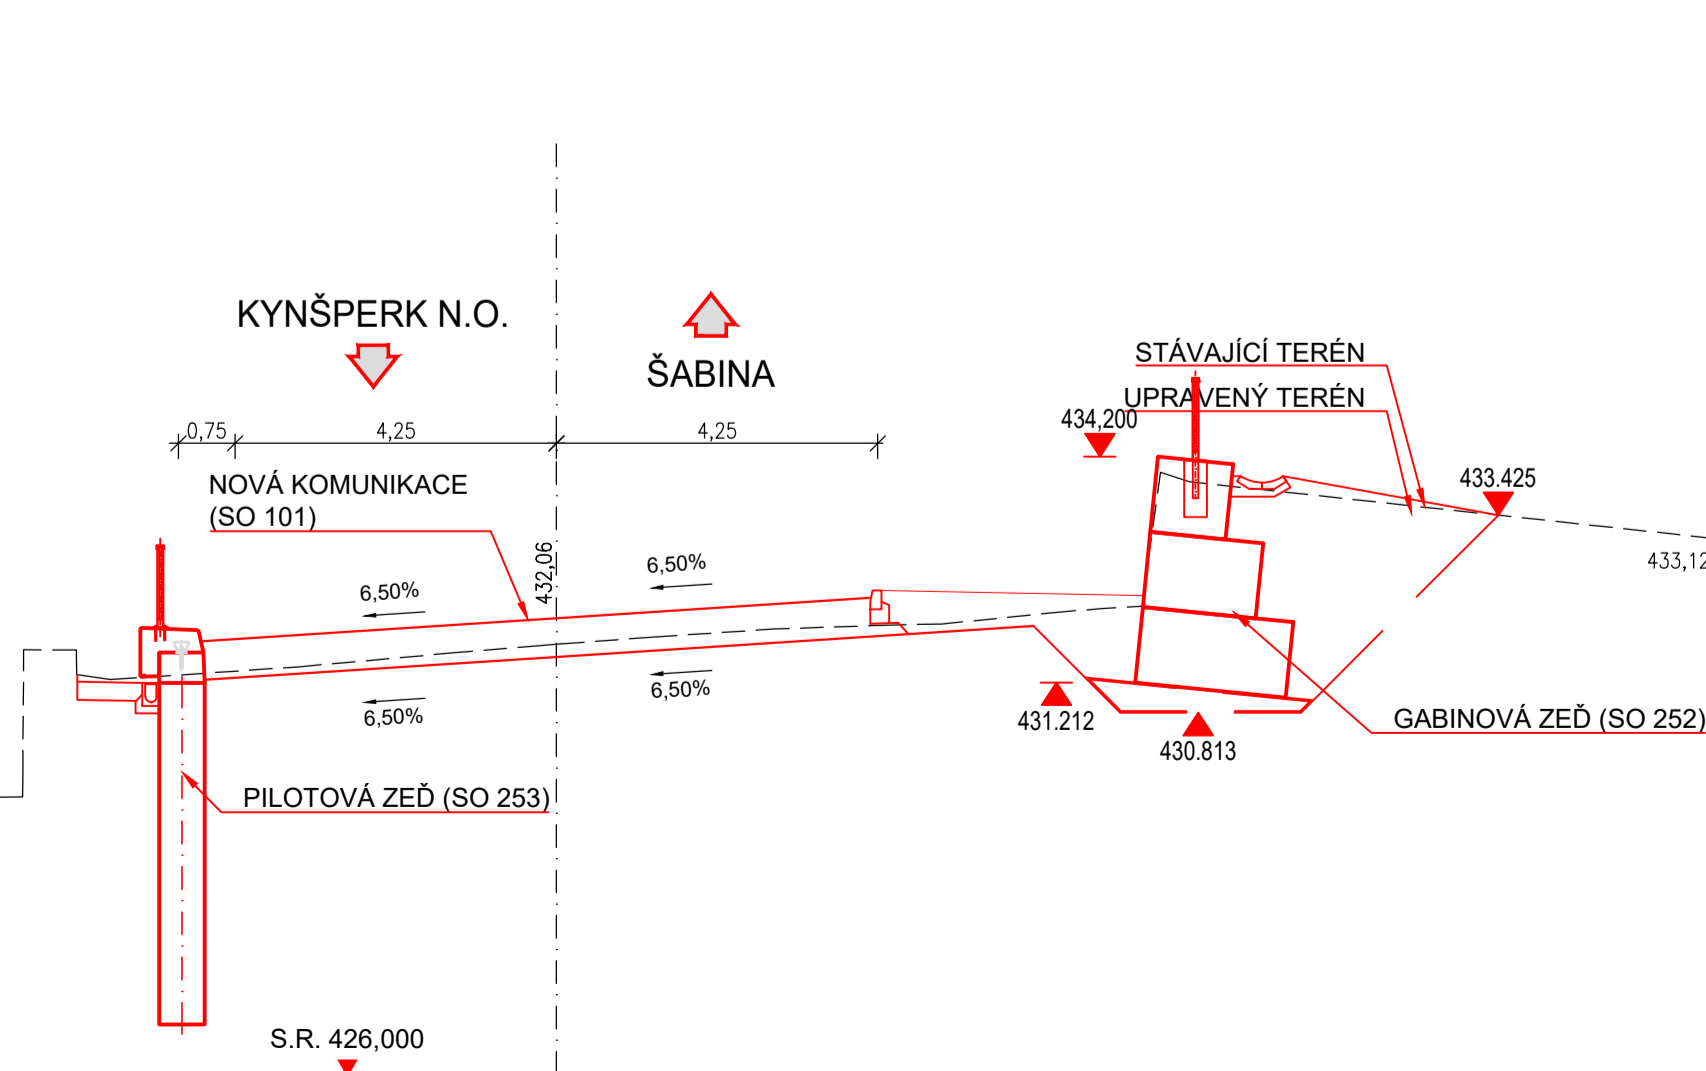 KYNŠPERK N.O.
ŠABINA
0,75
4,25
4,25
STÁVAJÍCÍ TERÉN
UPRAVENÝ TERÉN
434,200
433.425
433,12
NOVÁ KOMUNIKACE
(SO 101)
432,06
6,50%
6,50%
6,50%
6,50%
431.212
430.813
GABINOVÁ ZEĎ (SO 252)
PILOTOVÁ ZEĎ (SO 253)
S.R. 426,000